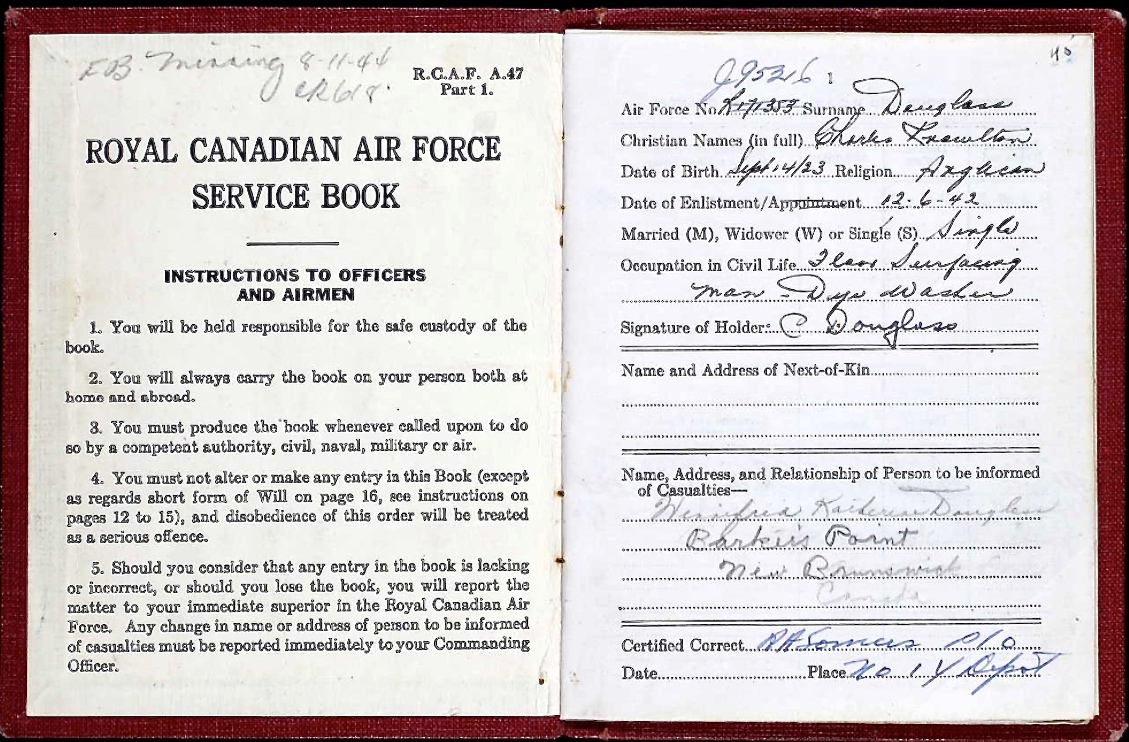 F.B. Missing 8-11-44
CR618.
R.C.A.F. A.47
Part 1.
ROYAL CANADIAN AIR FORCE
SERVICE BOOK
INSTRUCTIONS TO OFFICERS
AND AIRMEN
1. You will be held responsible for the safe custody of the
book.
2. You will always carry the book on your person both at
home and abroad.
3. You must produce the book whenever called upon to do
so by a competent authority, civil, naval, military or air.
4. You must not alter or make any entry in this Book (except
as regards short form of Will on page 16, see instructions on
pages 12 to 15), and disobedience of this order will be treated
as a serious offence.
5. Should you consider that any entry in the book is lacking
or incorrect, or should you lose the book, you will report the
matter to your immediate superior in the Royal Canadian Air
Force. Any change in name or address of person to be informed
of casualties must be reported immediately to your Commanding
Officer.
J95216 1
Air Force No. R171353 Surname Douglass
Christian Names (in full) Charles Knowlton
Date of Birth Sept 14/23 Religion Anglican
Date of Enlistment/Appointment 12-6-42
Married (M), Widower (W) or Single (S) Single
Occupation in Civil Life Floor Surfacing
man - Dye Washer
Signature of Holder: C Douglass
Name and Address of Next-of-Kin
Name, Address, and Relationship of Person to be informed
of Casualties—
Winnifred Katherine Douglass
Barker's Point
New Brunswick
Canada
Certified Correct RASomers P/O
Date Place No 1 Y Depot